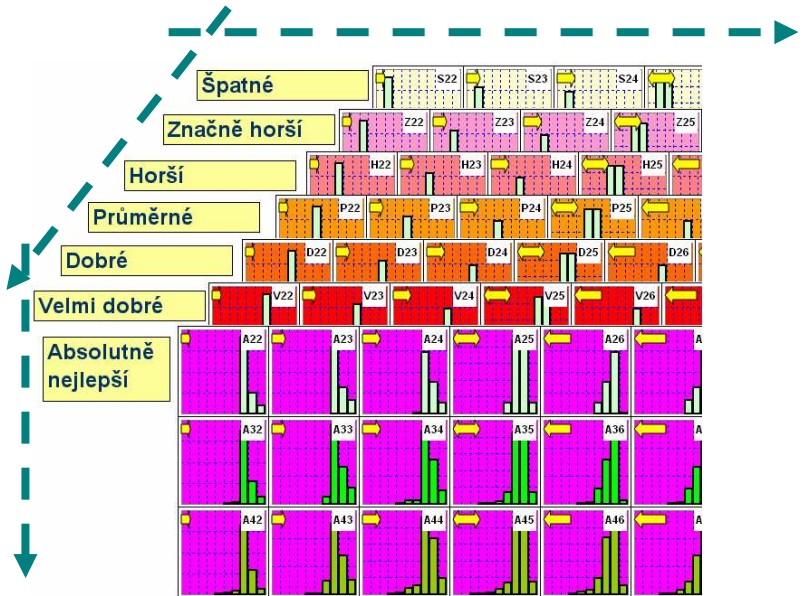 Špatné S22 S23 S24
Značně horší Z22 Z23 Z24 Z25
Horší H22 H23 H24 H25
Průměrné P22 P23 P24 P25
Dobré D22 D23 D24 D25 D26
Velmi dobré V22 V23 V24 V25 V26
Absolutně
nejlepší
A22 A23 A24 A25 A26 A
A32 A33 A34 A35 A36 A
A42 A43 A44 A45 A46 A